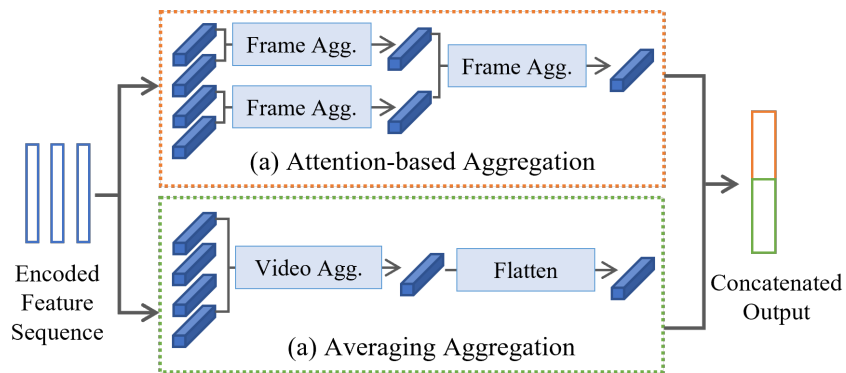 Frame Agg.
Frame Agg.
Frame Agg.
(a) Attention-based Aggregation
Encoded
Feature
Sequence
Video Agg.
Flatten
(a) Averaging Aggregation
Concatenated
Output